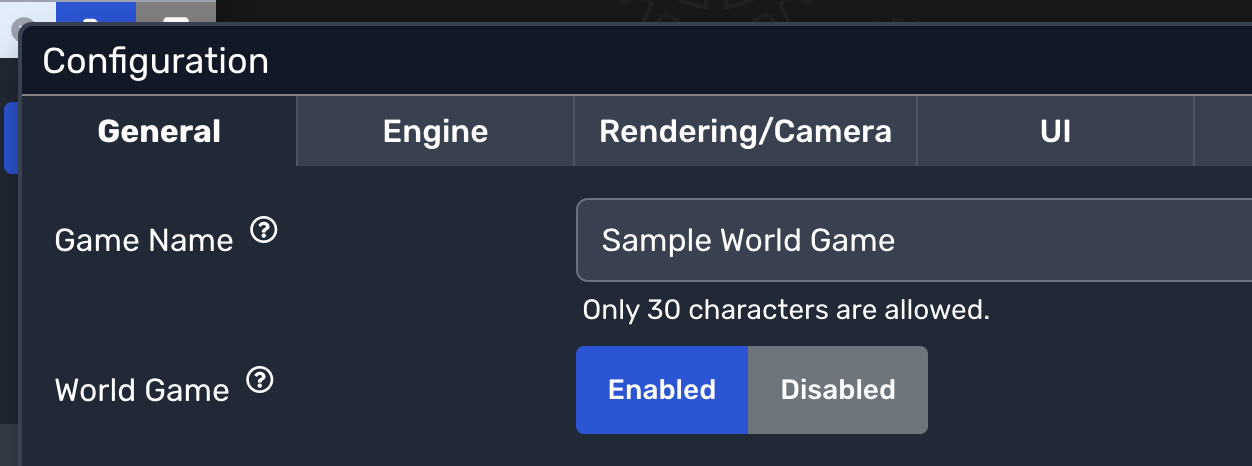 Configuration
General Engine Rendering/Camera UI
Game Name ? Sample World Game
Only 30 characters are allowed.
World Game ? Enabled Disabled